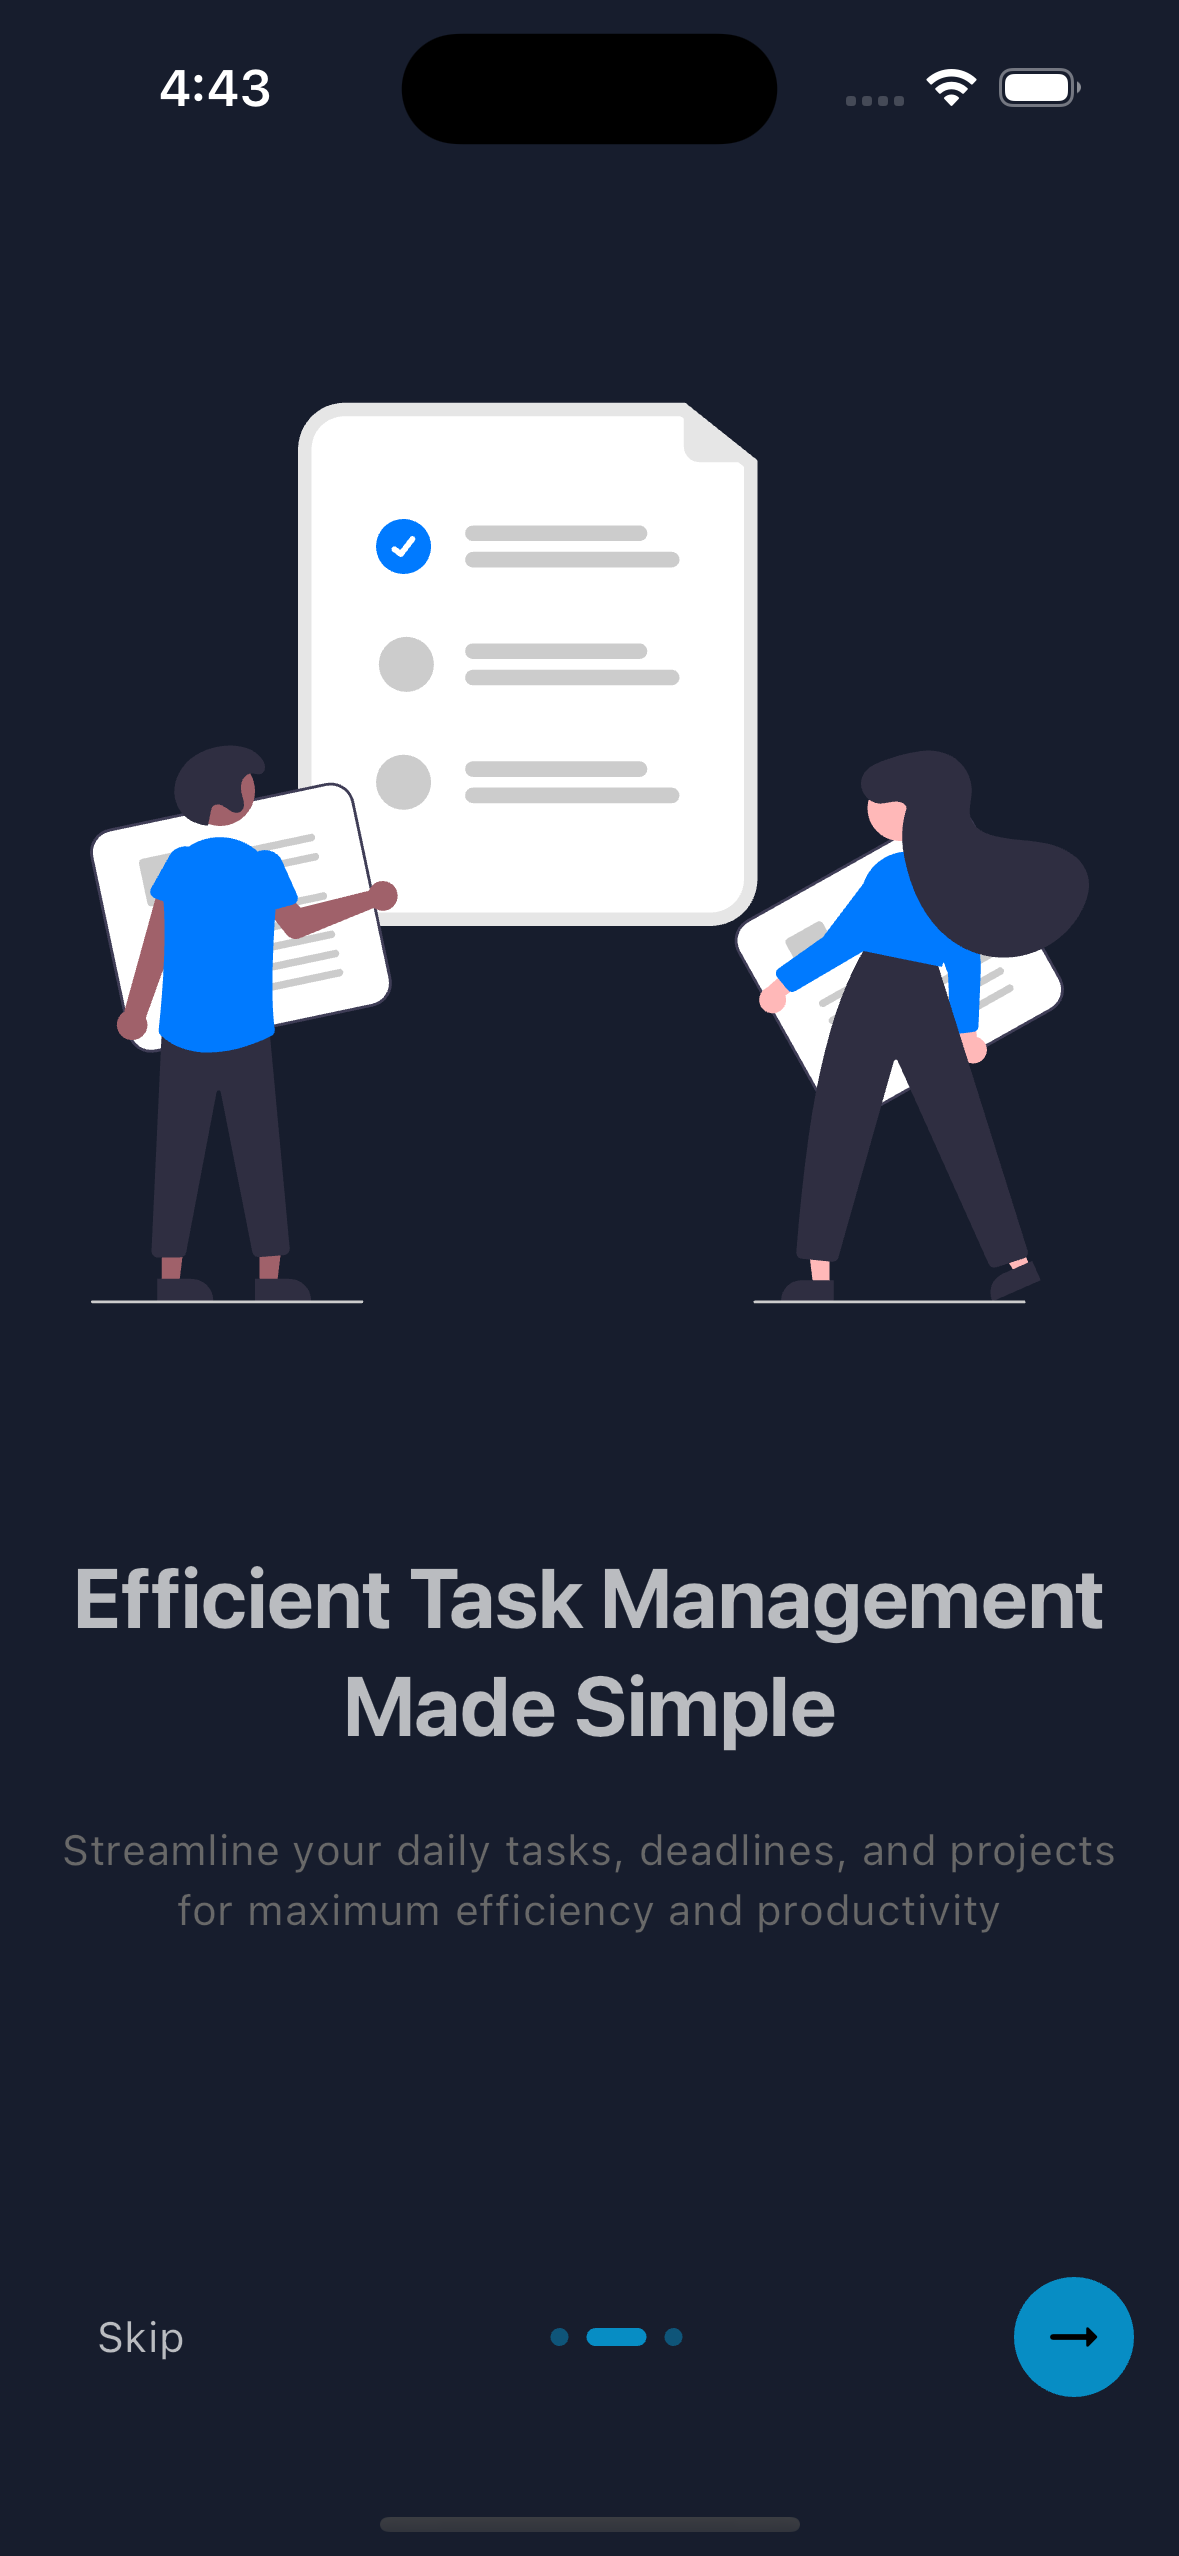 4:43
Efficient Task Management
Made Simple
Streamline your daily tasks, deadlines, and projects
for maximum efficiency and productivity
Skip